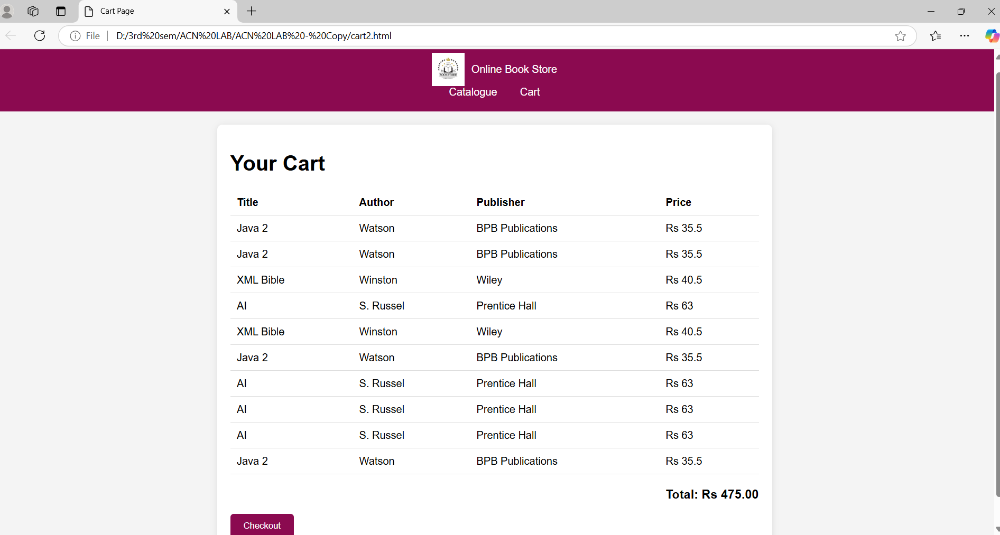 Cart Page
File D:/3rd%20sem/ACN%20LAB/ACN%20LAB%20-%20Copy/cart2.html
BOOKSTORE
Online Book Store
Catalogue Cart
Your Cart
Title Author Publisher Price
Java 2 Watson BPB Publications Rs 35.5
Java 2 Watson BPB Publications Rs 35.5
XML Bible Winston Wiley Rs 40.5
AI S. Russel Prentice Hall Rs 63
XML Bible Winston Wiley Rs 40.5
Java 2 Watson BPB Publications Rs 35.5
AI S. Russel Prentice Hall Rs 63
AI S. Russel Prentice Hall Rs 63
AI S. Russel Prentice Hall Rs 63
Java 2 Watson BPB Publications Rs 35.5
Total: Rs 475.00
Checkout